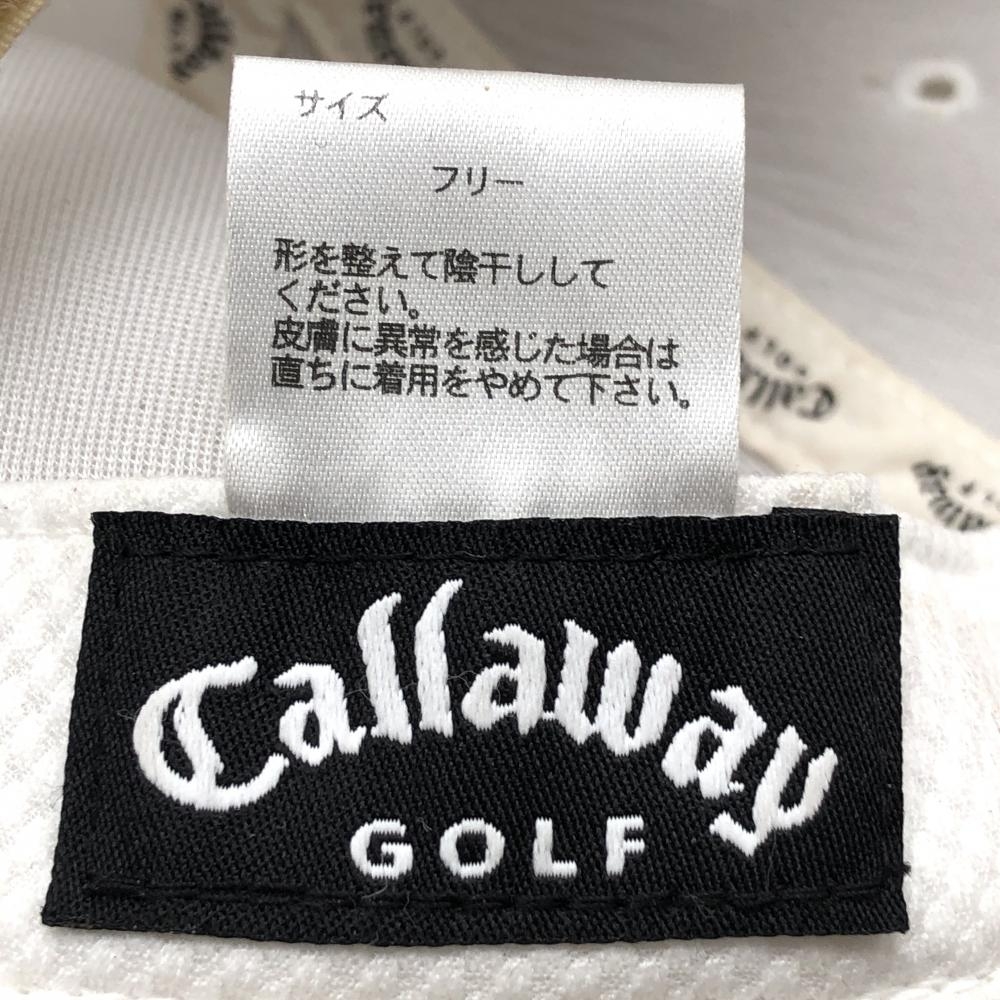 サイズ
フリー
形を整えて陰干しして
ください。
皮膚に異常を感じた場合は
直ちに着用をやめて下さい。
Callaway
GOLF